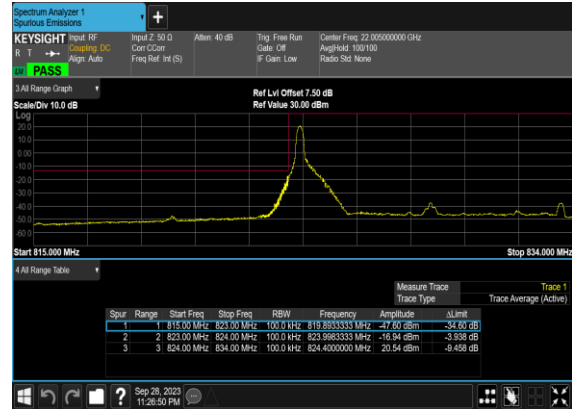 Spectrum Analyzer 1
Spurious Emissions
+
KEYSIGHT Input: RF Input Z: 50 Ω Atten: 40 dB Trig: Free Run Center Freq: 22.005000000 GHz
R T Coupling: DC Corr CCorr Gate: Off Avg|Hold: 100/100
Align: Auto Freq Ref: Int (S) IF Gain: Low Radio Std: None
PASS
3 All Range Graph
Ref Lvl Offset 7.50 dB
Scale/Div 10.0 dB Ref Value 30.00 dBm
Log
20.0
10.0
0.00
-10.0
-20.0
-30.0
-40.0
-50.0
-60.0
Start 815.000 MHz Stop 834.000 MHz
4 All Range Table
Measure Trace Trace 1
Trace Type Trace Average (Active)
Spur Range Start Freq Stop Freq RBW Frequency Amplitude ΔLimit
1 1 815.00 MHz 823.00 MHz 100.0 kHz 819.8933333 MHz -47.60 dBm -34.60 dB
2 2 823.00 MHz 824.00 MHz 100.0 kHz 823.9983333 MHz -16.94 dBm -3.938 dB
3 3 824.00 MHz 834.00 MHz 100.0 kHz 824.4000000 MHz 20.54 dBm -9.458 dB
? Sep 28, 2023
11:26:50 PM